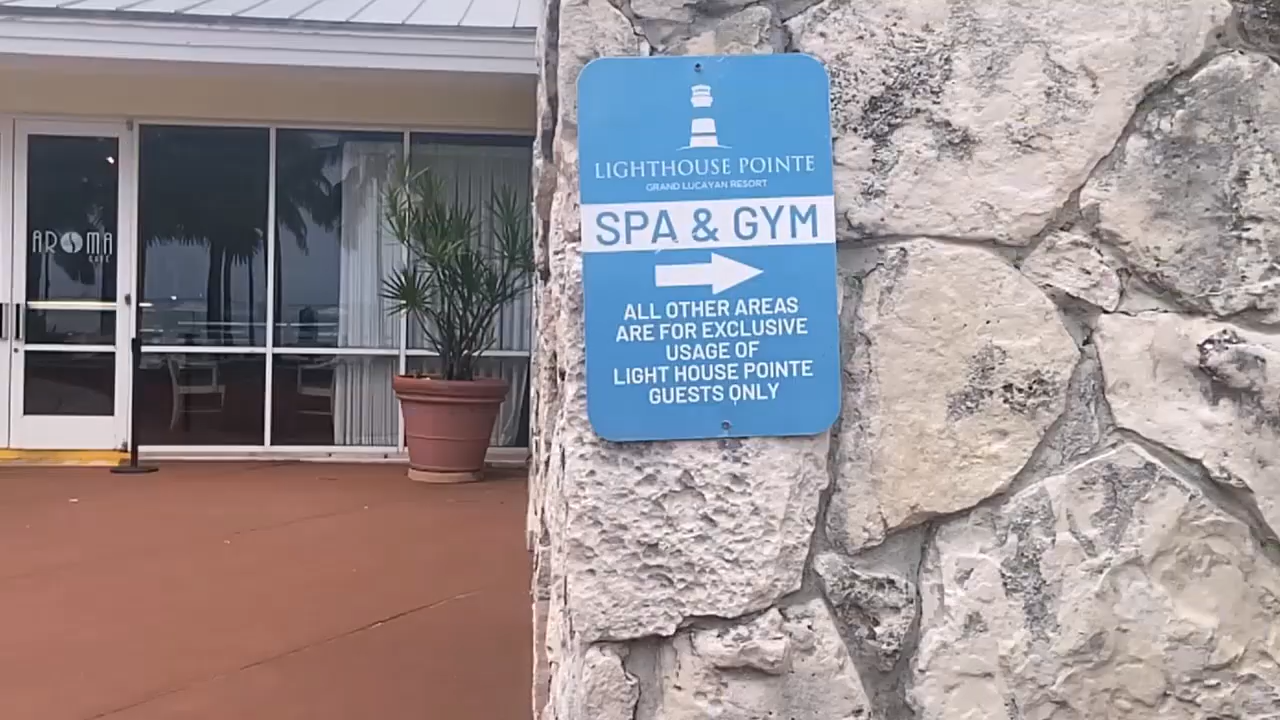 AROMA
CAFE
LIGHTHOUSE POINTE
GRAND LUCAYAN RESORT
SPA & GYM
ALL OTHER AREAS
ARE FOR EXCLUSIVE
USAGE OF
LIGHT HOUSE POINTE
GUESTS ONLY